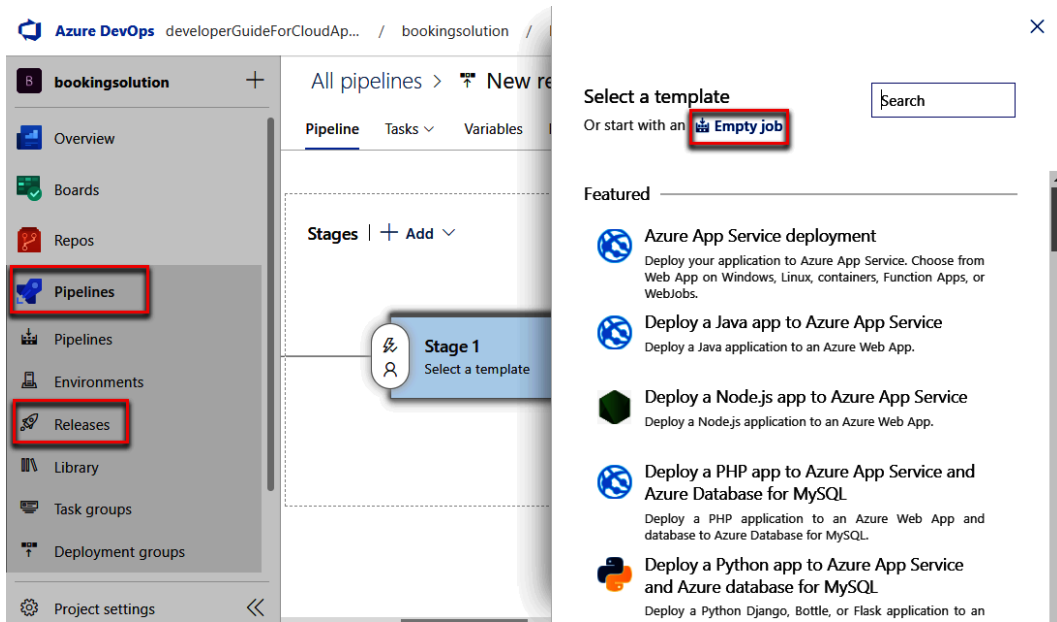 Azure DevOps developerGuideForCloudAp... / bookingsolution /
B bookingsolution
Overview
Boards
Repos
Pipelines
Pipelines
Environments
Releases
Library
Task groups
Deployment groups
Project settings
All pipelines > New re
Pipeline Tasks Variables
Stages | + Add
Stage 1
Select a template
Select a template
Or start with an Empty job
Search
Featured
Azure App Service deployment
Deploy your application to Azure App Service. Choose from
Web App on Windows, Linux, containers, Function Apps, or
WebJobs.
Deploy a Java app to Azure App Service
Deploy a Java application to an Azure Web App.
Deploy a Node.js app to Azure App Service
Deploy a Node.js application to an Azure Web App.
Deploy a PHP app to Azure App Service and
Azure Database for MySQL
Deploy a PHP application to an Azure Web App and
database to Azure Database for MySQL.
Deploy a Python app to Azure App Service
and Azure database for MySQL
Deploy a Python Django, Bottle, or Flask application to an